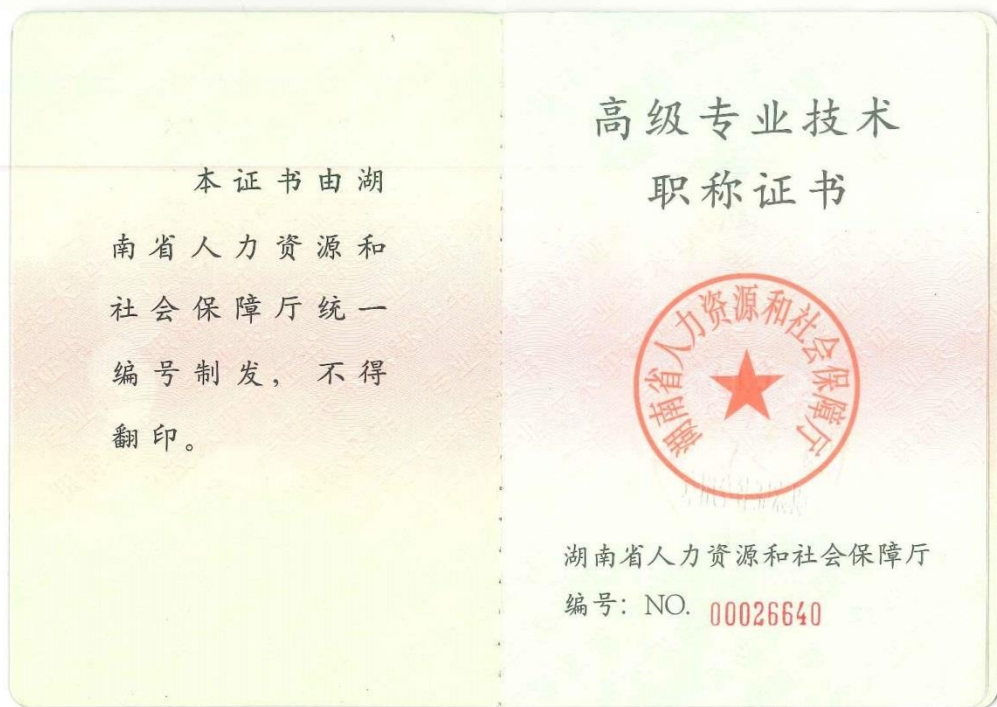 本证书由湖
南省人力资源和
社会保障厅统一
编号制发，不得
翻印。
高级专业技术
职称证书
湖南省人力资源和社会保障厅
湖南省人力资源和社会保障厅
编号：NO. 00026640